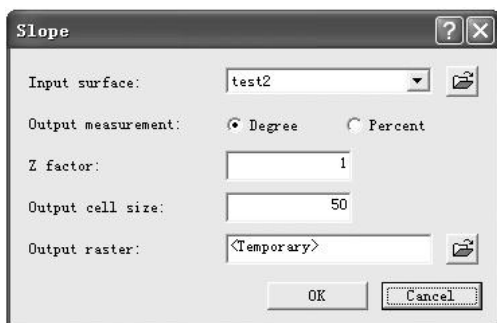 Slope
Input surface: test2
Output measurement: Degree Percent
Z factor: 1
Output cell size: 50
Output raster: <Temporary>
OK Cancel